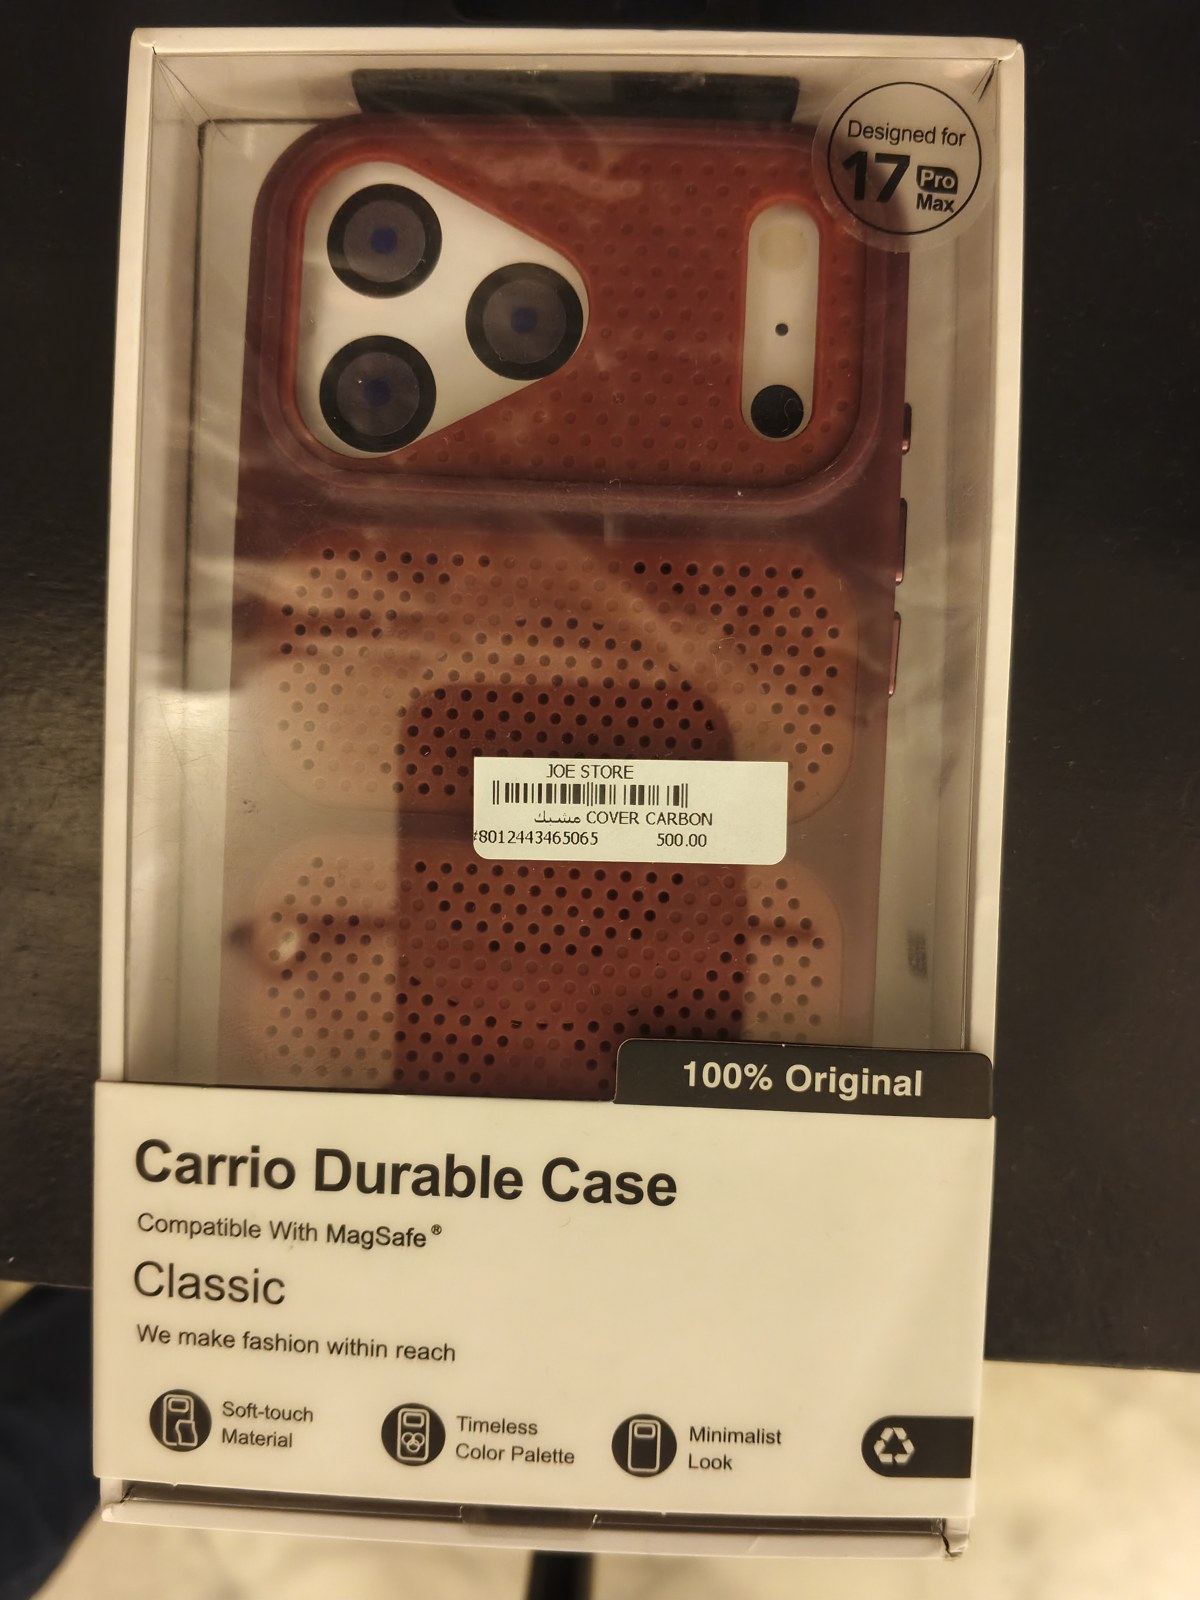 Designed for
17 Pro Max
JOE STORE
مشبك COVER CARBON
8012443465065 500.00
100% Original
Carrio Durable Case
Compatible With MagSafe®
Classic
We make fashion within reach
Soft-touch
Material
Timeless
Color Palette
Minimalist
Look